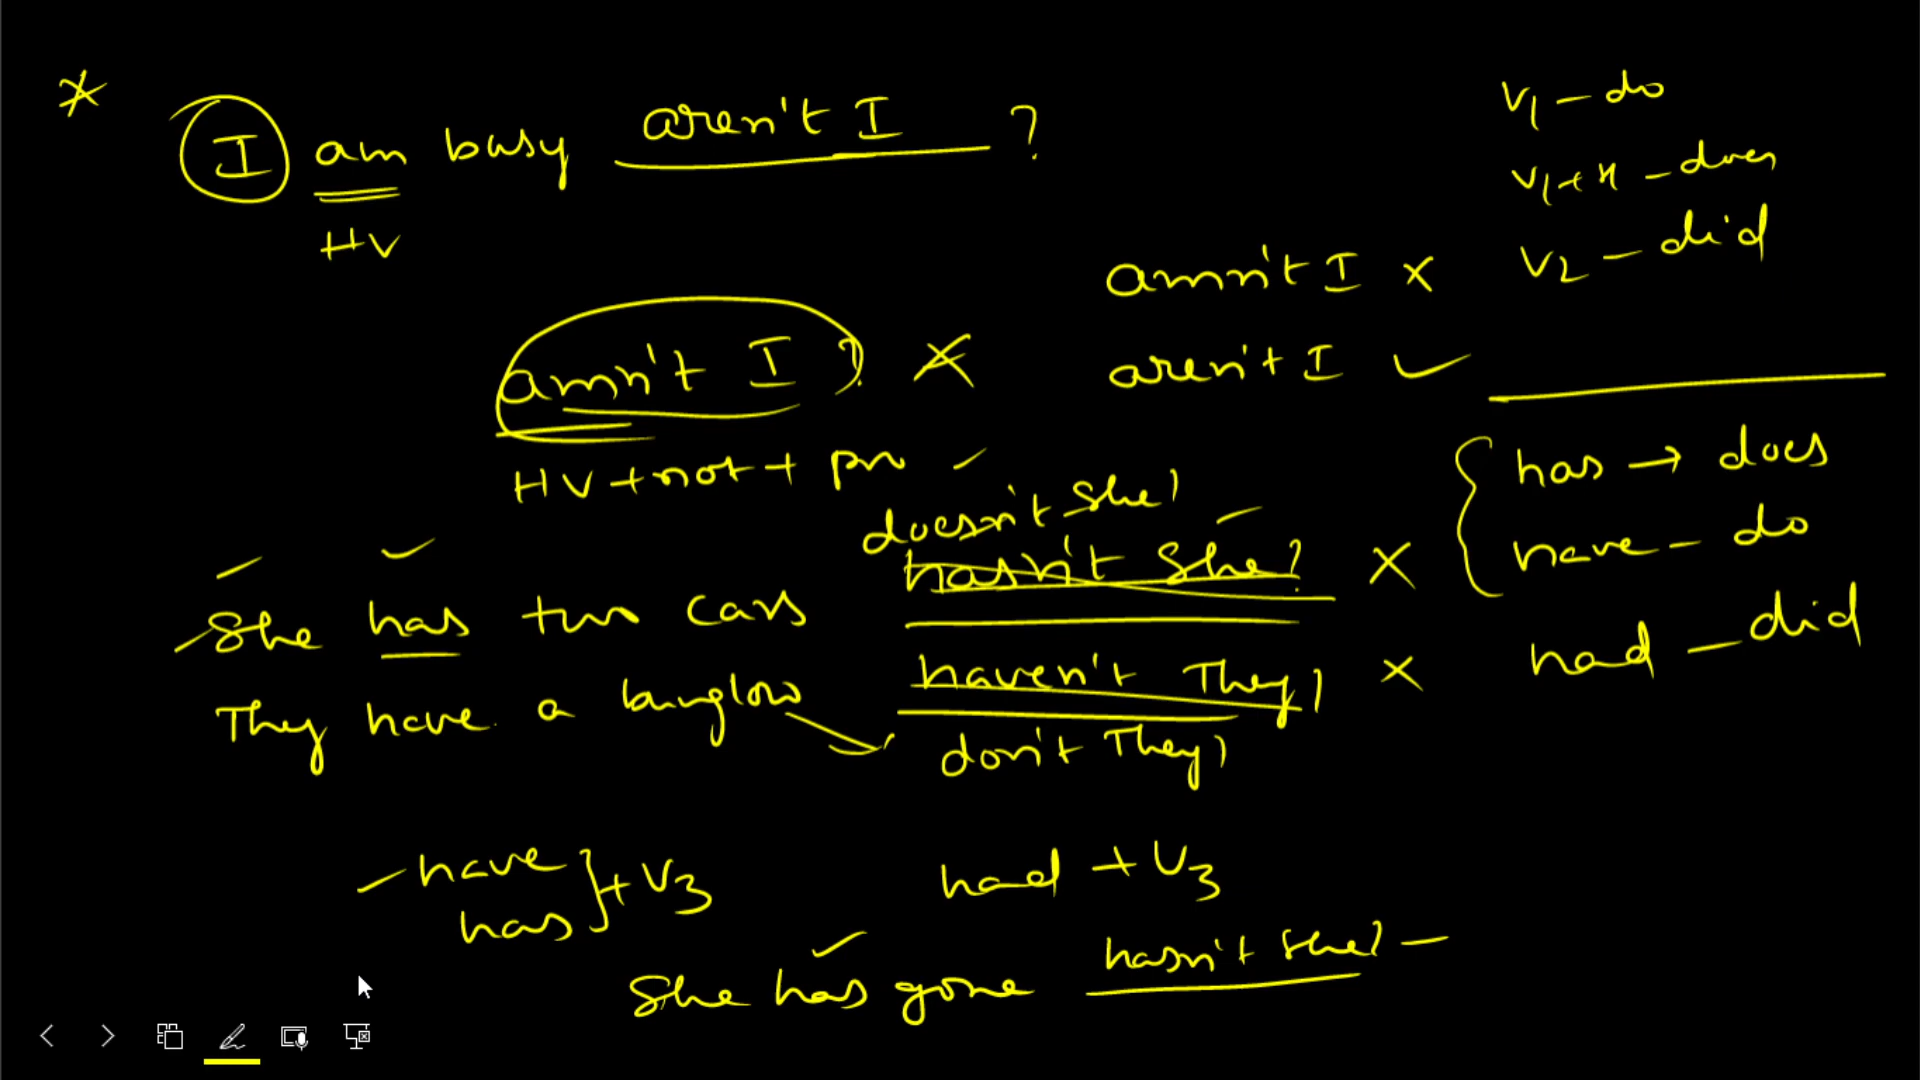 I am busy aren't I ?
HV
v1 - do
v1 + s - does
v2 - did
amn't I x
aren't I ✓
amn't I ? x
HV + not + pro
has → does
have - do
had - did
doesn't she?
She has two cars hasn't she? x
They have a banglow haven't They? x
don't They?
have
has } + V3
had + V3
She has gone hasn't she?